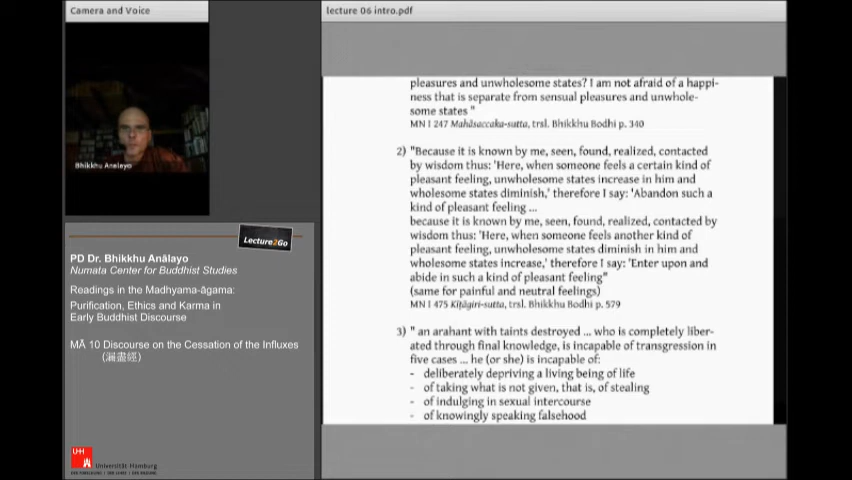 Camera and Voice
Bhikkhu Anālayo
Lecture2Go
PD Dr. Bhikkhu Anālayo
Numata Center for Buddhist Studies
Readings in the Madhyama-āgama:
Purification, Ethics and Karma in
Early Buddhist Discourse
MĀ 10 Discourse on the Cessation of the Influxes
(漏盡經)
UH
Universität Hamburg
DER FORSCHUNG | DER LEHRE | DER BILDUNG
lecture 06 intro.pdf
pleasures and unwholesome states? I am not afraid of a happi-
ness that is separate from sensual pleasures and unwhole-
some states "
MN I 247 Mahāsaccaka-sutta, trsl. Bhikkhu Bodhi p. 340
2) "Because it is known by me, seen, found, realized, contacted
by wisdom thus: 'Here, when someone feels a certain kind of
pleasant feeling, unwholesome states increase in him and
wholesome states diminish,' therefore I say: 'Abandon such a
kind of pleasant feeling ...
because it is known by me, seen, found, realized, contacted by
wisdom thus: 'Here, when someone feels another kind of
pleasant feeling, unwholesome states diminish in him and
wholesome states increase,' therefore I say: 'Enter upon and
abide in such a kind of pleasant feeling"
(same for painful and neutral feelings)
MN I 475 Kīṭāgiri-sutta, trsl. Bhikkhu Bodhi p. 579
3) " an arahant with taints destroyed ... who is completely liber-
ated through final knowledge, is incapable of transgression in
five cases ... he (or she) is incapable of:
- deliberately depriving a living being of life
- of taking what is not given, that is, of stealing
- of indulging in sexual intercourse
- of knowingly speaking falsehood